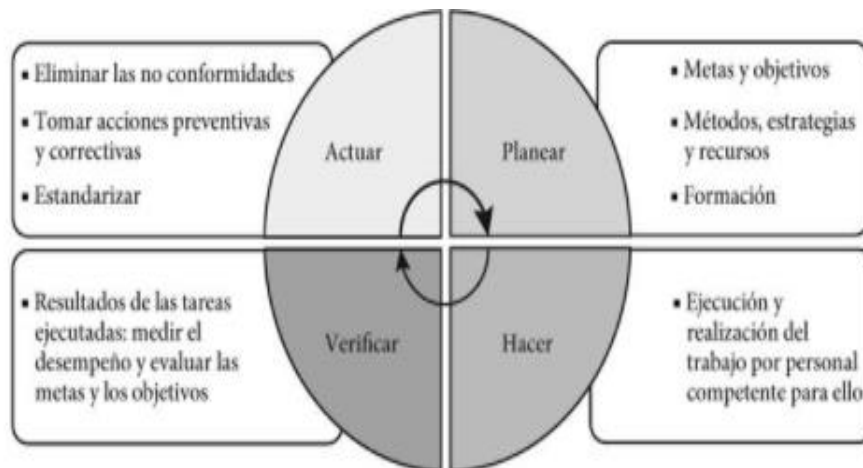 ▪ Eliminar las no conformidades
▪ Tomar acciones preventivas
y correctivas
▪ Estandarizar
Actuar
Planear
▪ Metas y objetivos
▪ Métodos, estrategias
y recursos
▪ Formación
▪ Resultados de las tareas
ejecutadas: medir el
desempeño y evaluar las
metas y los objetivos
Verificar
Hacer
▪ Ejecución y
realización del
trabajo por personal
competente para ello